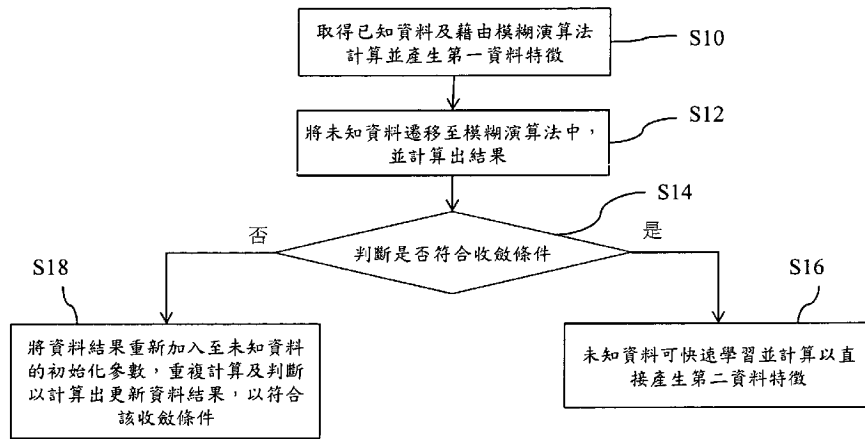 取得已知資料及藉由模糊演算法
計算並產生第一資料特徵
S10
將未知資料遷移至模糊演算法中，
並計算出結果
S12
S14
判斷是否符合收斂條件
否
是
S18
將資料結果重新加入至未知資料
的初始化參數，重複計算及判斷
以計算出更新資料結果，以符合
該收斂條件
S16
未知資料可快速學習並計算以直
接產生第二資料特徵